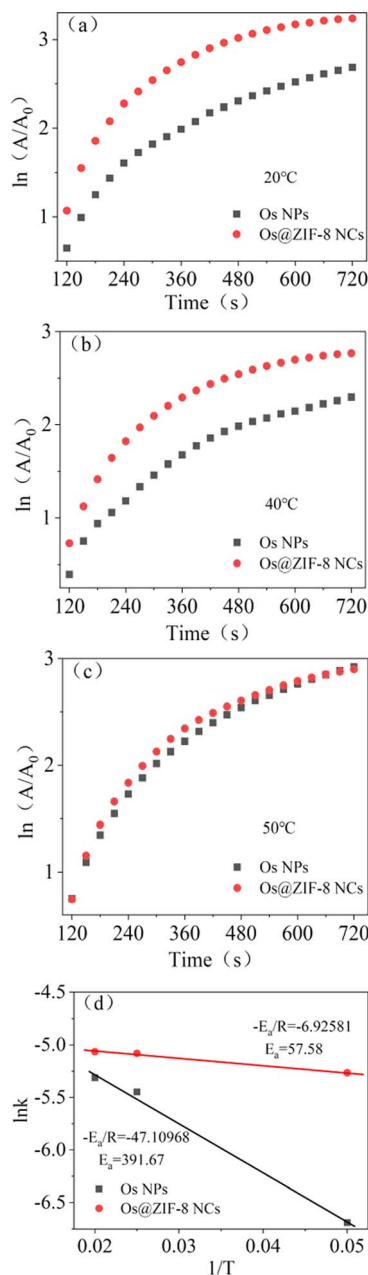 (a)
ln（A/A₀）
3
2
1
20℃
Os NPs
Os@ZIF-8 NCs
120 240 360 480 600 720
Time（s）
(b)
ln（A/A₀）
3
2
1
40℃
Os NPs
Os@ZIF-8 NCs
120 240 360 480 600 720
Time（s）
(c)
ln（A/A₀）
3
2
1
50℃
Os NPs
Os@ZIF-8 NCs
120 240 360 480 600 720
Time（s）
(d)
lnk
-4.5
-5.0
-5.5
-6.0
-6.5
-Eₐ/R=-6.92581
Eₐ=57.58
-Eₐ/R=-47.10968
Eₐ=391.67
Os NPs
Os@ZIF-8 NCs
0.02 0.03 0.04 0.05
1/T